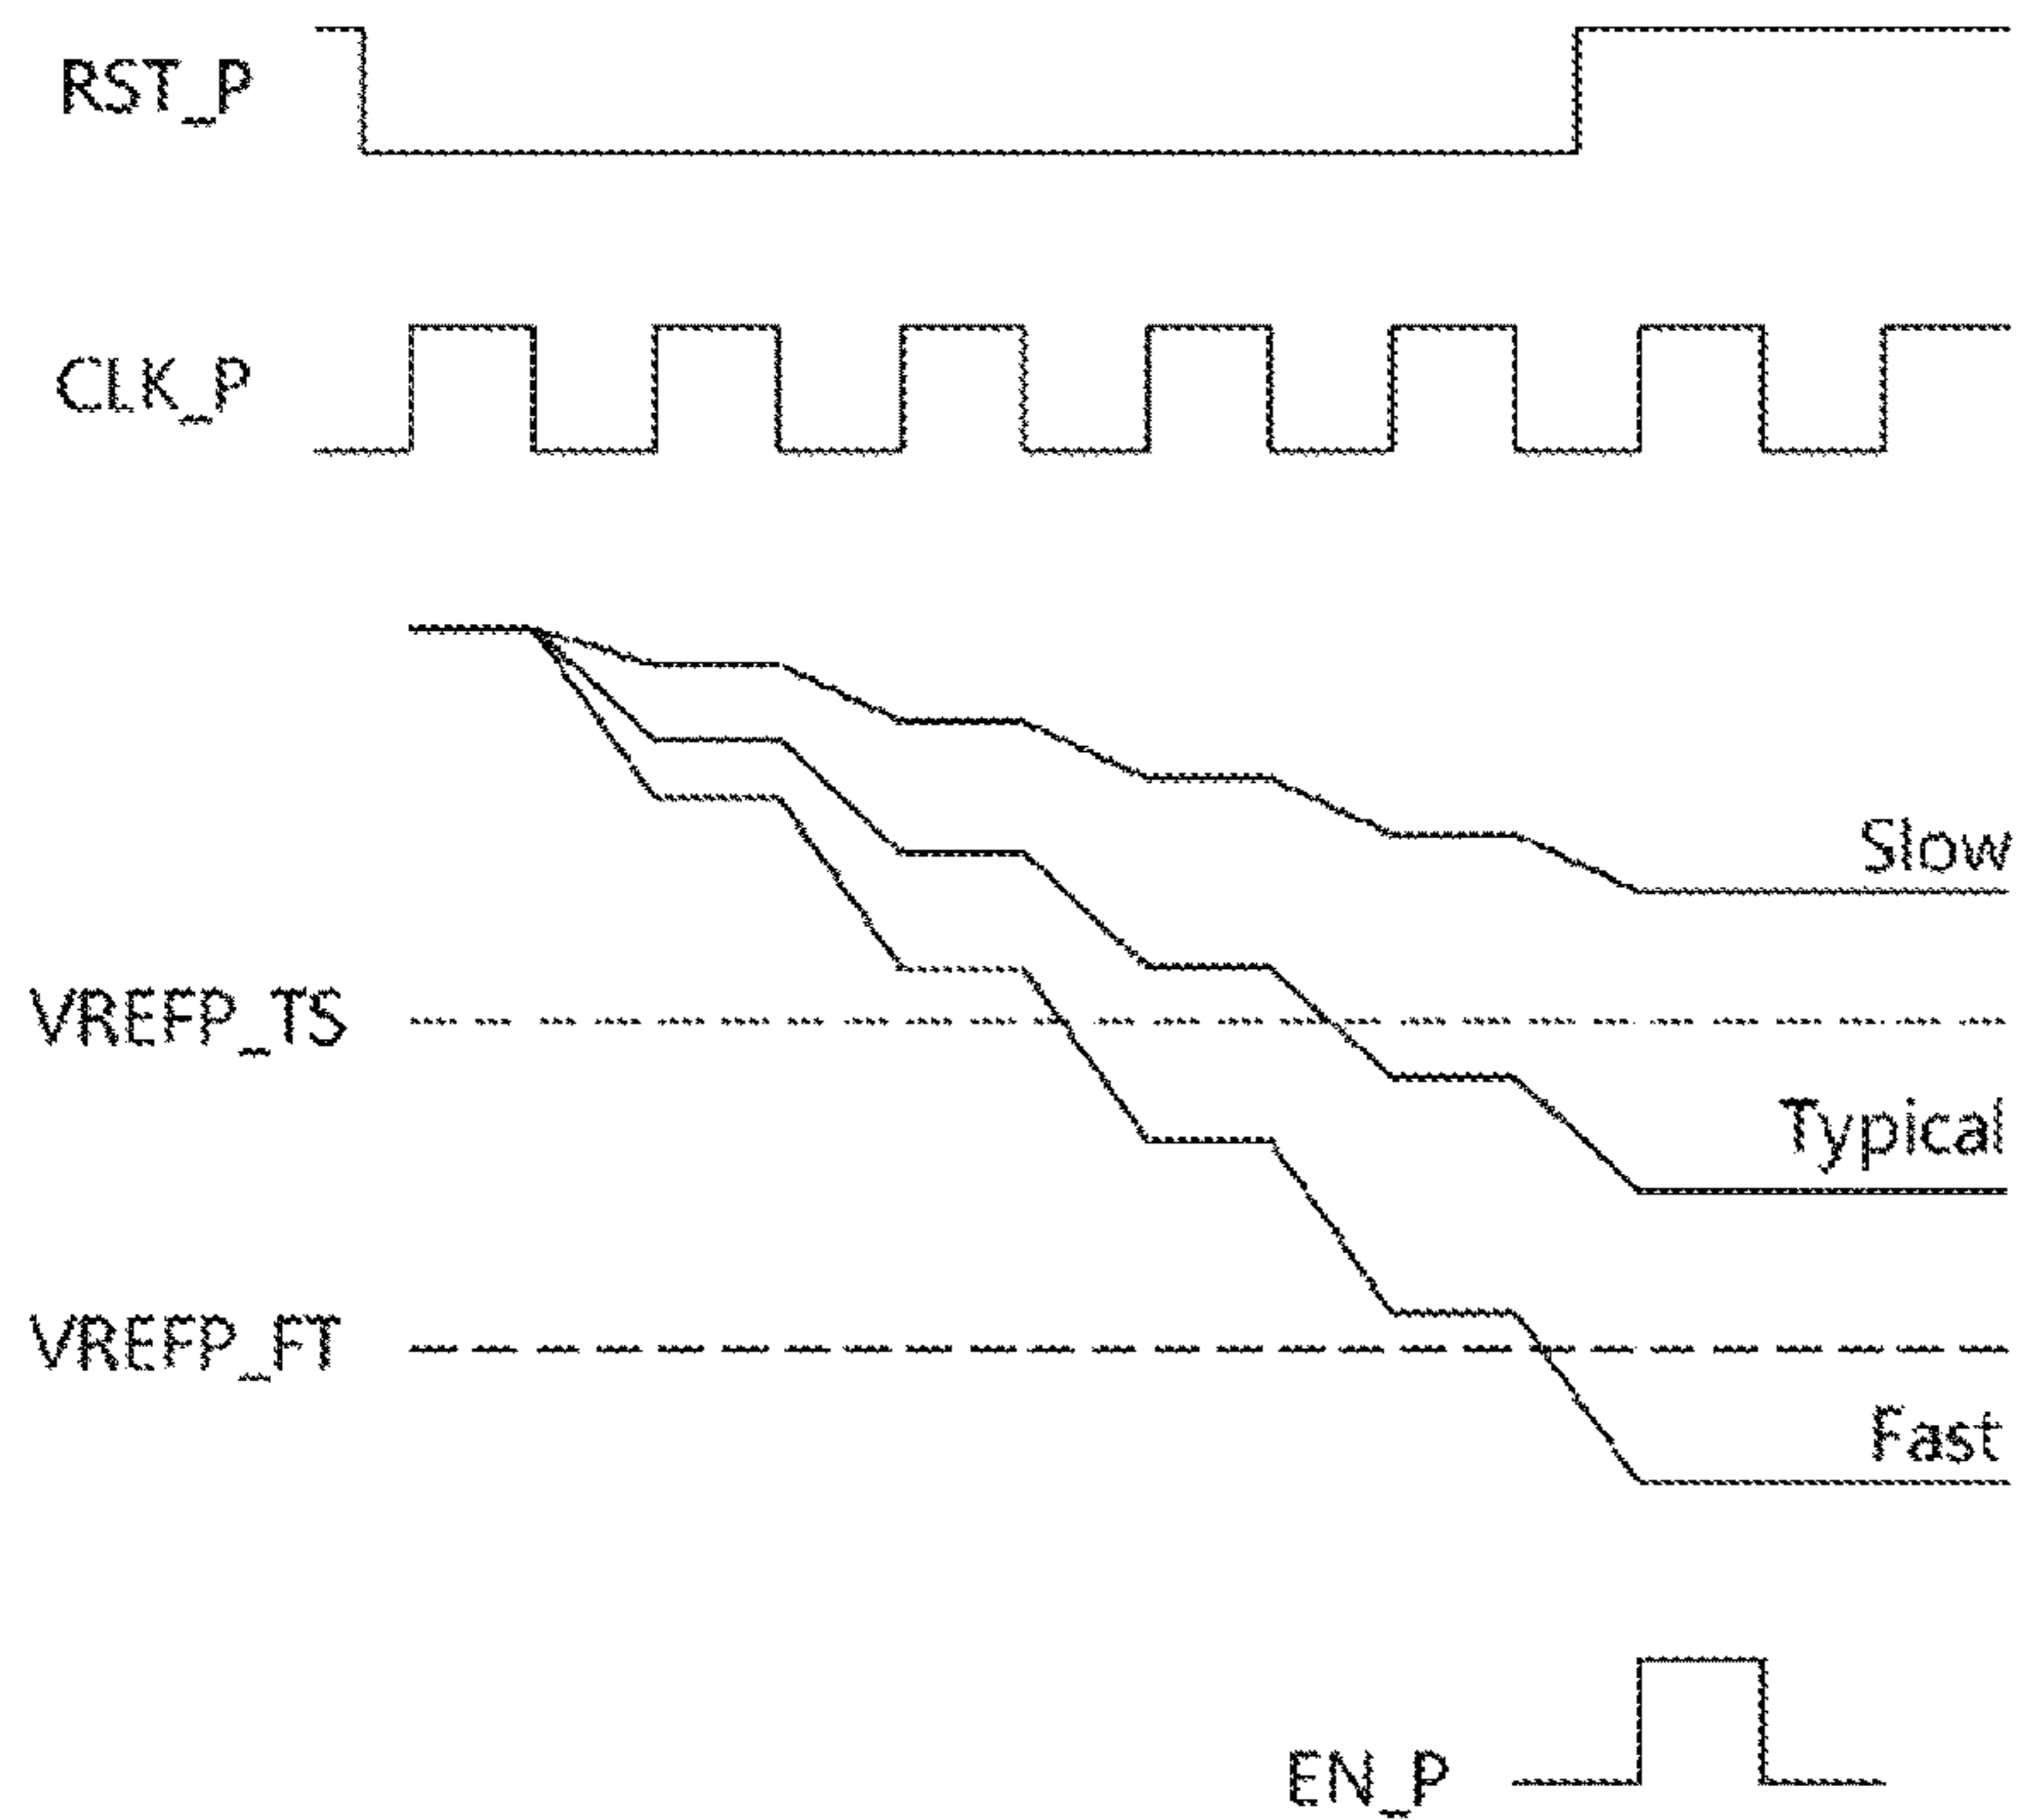 RST_P
CLK_P
Slow
VREFP_TS
Typical
VREFP_FT
Fast
EN_P